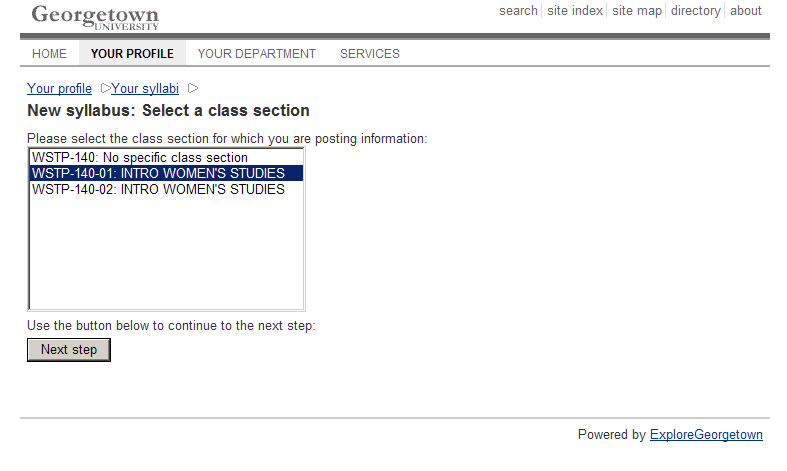 Georgetown
UNIVERSITY
search site index site map directory about
HOME YOUR PROFILE YOUR DEPARTMENT SERVICES
Your profile Your syllabi
New syllabus: Select a class section
Please select the class section for which you are posting information:
WSTP-140: No specific class section
WSTP-140-01: INTRO WOMEN'S STUDIES
WSTP-140-02: INTRO WOMEN'S STUDIES
Use the button below to continue to the next step:
Next step
Powered by ExploreGeorgetown